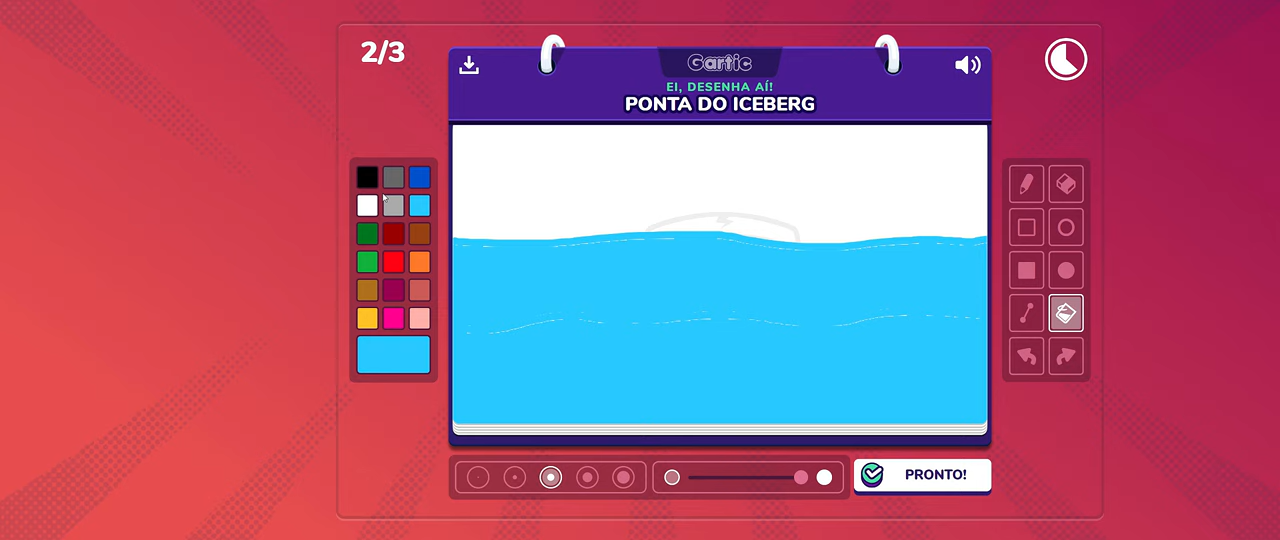 2/3
Gartic
EI, DESENHA AÍ!
PONTA DO ICEBERG
PRONTO!